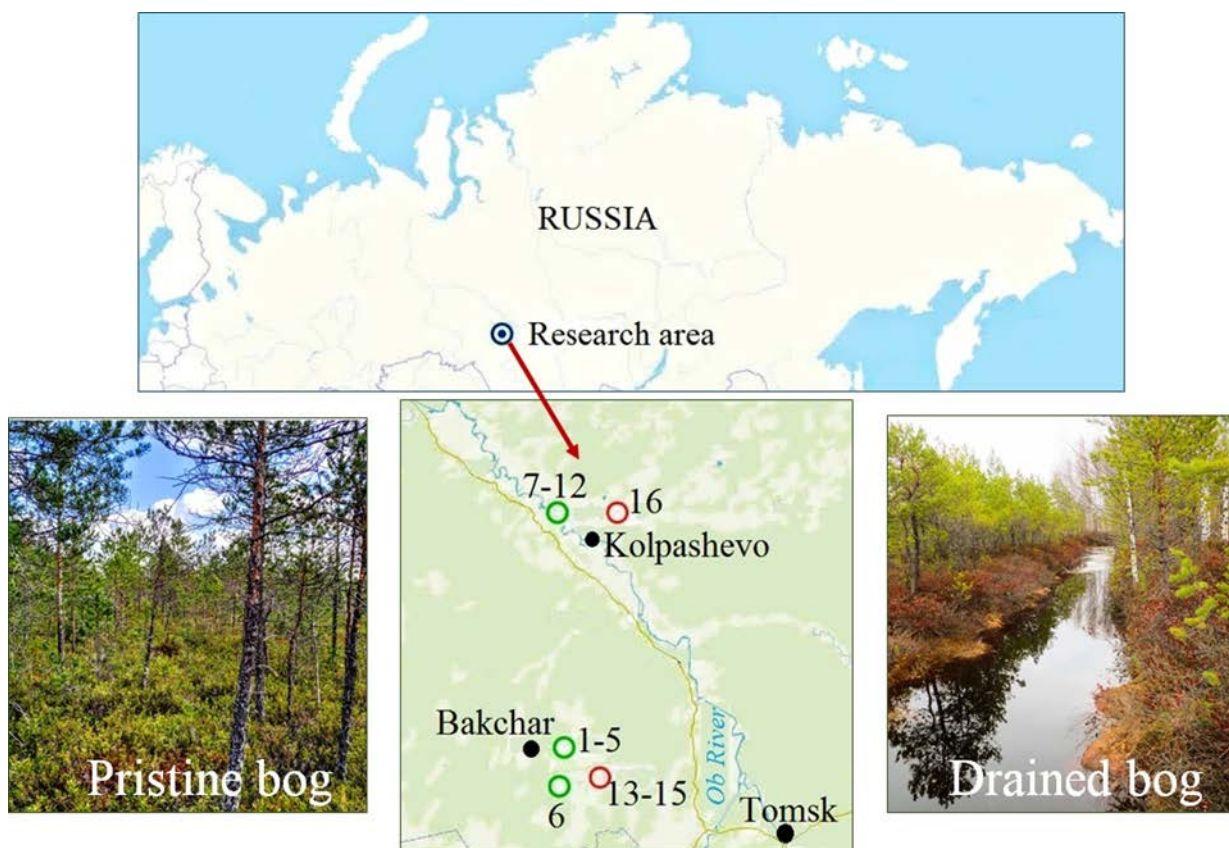 RUSSIA
Research area
7-12
16
Kolpashevo
Bakchar
1-5
13-15
6
Ob River
Tomsk
Pristine bog
Drained bog